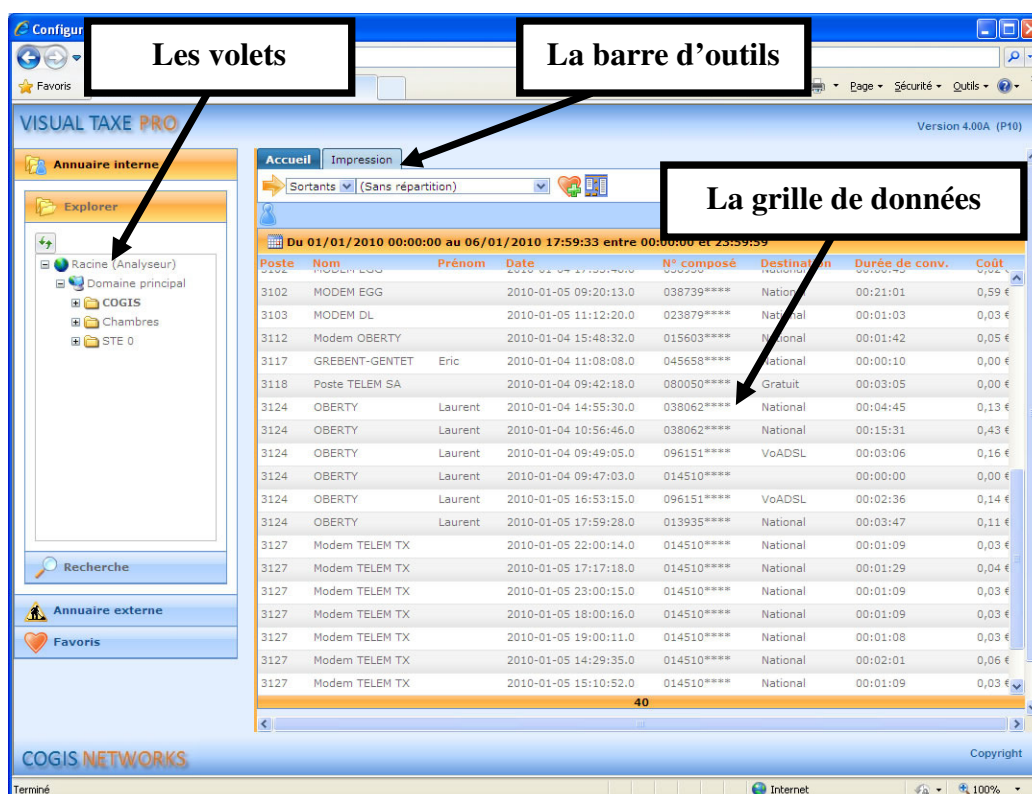 Configur
Les volets
La barre d’outils
Favoris
Page
Sécurité
Outils
VISUAL TAXE PRO
Version 4.00A (P10)
Annuaire interne
Accueil
Impression
Sortants
(Sans répartition)
Explorer
La grille de données
Du 01/01/2010 00:00:00 au 06/01/2010 17:59:33 entre 00:00:00 et 23:59:59
Racine (Analyseur)
Domaine principal
COGIS
Chambres
STE 0
Poste Nom Prénom Date N° composé Destination Durée de conv. Coût
3102 MODEM EGG 2010-01-05 09:20:13.0 038739**** National 00:21:01 0,59 €
3103 MODEM DL 2010-01-05 11:12:20.0 023879**** National 00:01:03 0,03 €
3112 Modem OBERTY 2010-01-04 15:48:32.0 015603**** National 00:01:42 0,05 €
3117 GREBENT-GENTET Eric 2010-01-04 11:08:08.0 045658**** National 00:00:10 0,00 €
3118 Poste TELEM SA 2010-01-04 09:42:18.0 080050**** Gratuit 00:03:05 0,00 €
3124 OBERTY Laurent 2010-01-04 14:55:30.0 038062**** National 00:04:45 0,13 €
3124 OBERTY Laurent 2010-01-04 10:56:46.0 038062**** National 00:15:31 0,43 €
3124 OBERTY Laurent 2010-01-04 09:49:05.0 096151**** VoADSL 00:03:06 0,16 €
3124 OBERTY Laurent 2010-01-04 09:47:03.0 014510**** 00:00:00 0,00 €
3124 OBERTY Laurent 2010-01-05 16:53:15.0 096151**** VoADSL 00:02:36 0,14 €
3124 OBERTY Laurent 2010-01-05 17:59:28.0 013935**** National 00:03:47 0,11 €
3127 Modem TELEM TX 2010-01-05 22:00:14.0 014510**** National 00:01:09 0,03 €
3127 Modem TELEM TX 2010-01-05 17:17:18.0 014510**** National 00:01:29 0,04 €
3127 Modem TELEM TX 2010-01-05 23:00:15.0 014510**** National 00:01:09 0,03 €
3127 Modem TELEM TX 2010-01-05 18:00:16.0 014510**** National 00:01:09 0,03 €
3127 Modem TELEM TX 2010-01-05 19:00:11.0 014510**** National 00:01:08 0,03 €
3127 Modem TELEM TX 2010-01-05 14:29:35.0 014510**** National 00:02:01 0,06 €
3127 Modem TELEM TX 2010-01-05 15:10:52.0 014510**** National 00:01:09 0,03 €
40
Recherche
Annuaire externe
Favoris
COGIS NETWORKS
Copyright
Terminé
Internet
100%